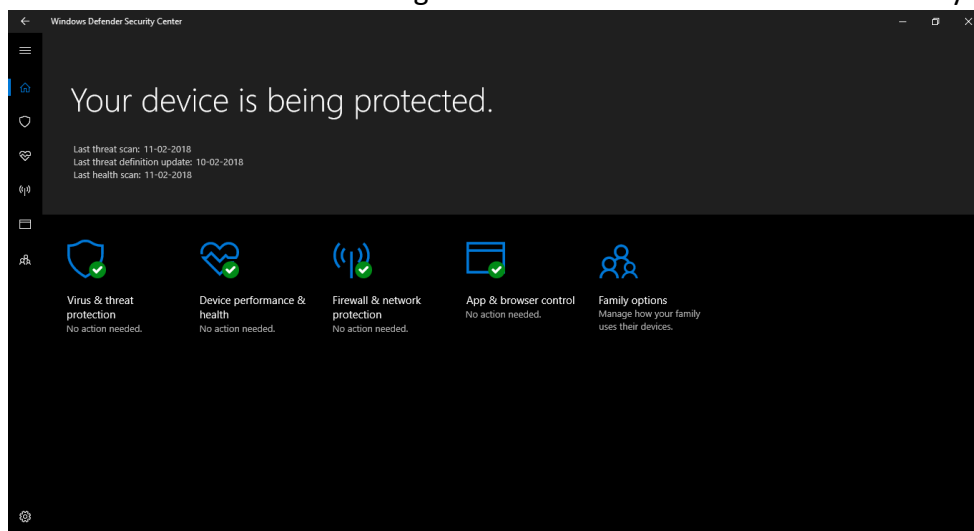 Windows Defender Security Center
Your device is being protected.
Last threat scan: 11-02-2018
Last threat definition update: 10-02-2018
Last health scan: 11-02-2018
Virus & threat
protection
No action needed.
Device performance &
health
No action needed.
Firewall & network
protection
No action needed.
App & browser control
No action needed.
Family options
Manage how your family
uses their devices.